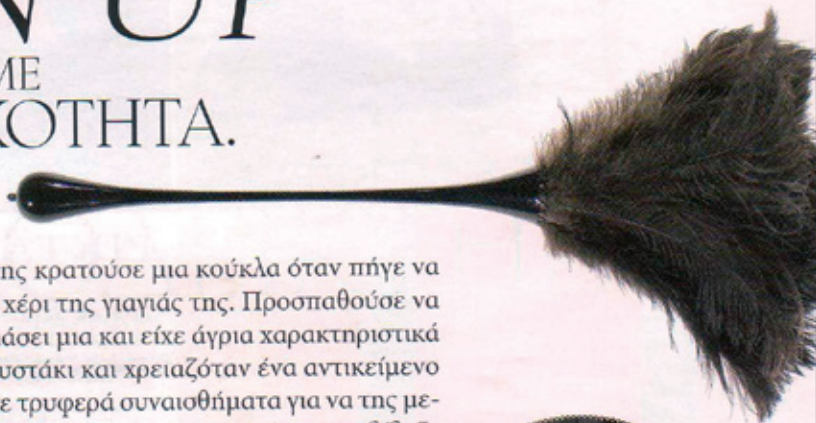 UP
ΜΕ
ΚΟΤΗΤΑ.
της κρατούσε μια κούκλα όταν πήγε να
χέρι της γιαγιάς της. Προσπαθούσε να
άσει μια και είχε άγρια χαρακτηριστικά
υστάκι και χρειαζόταν ένα αντικείμενο
ε τρυφερά συναισθήματα για να της με-